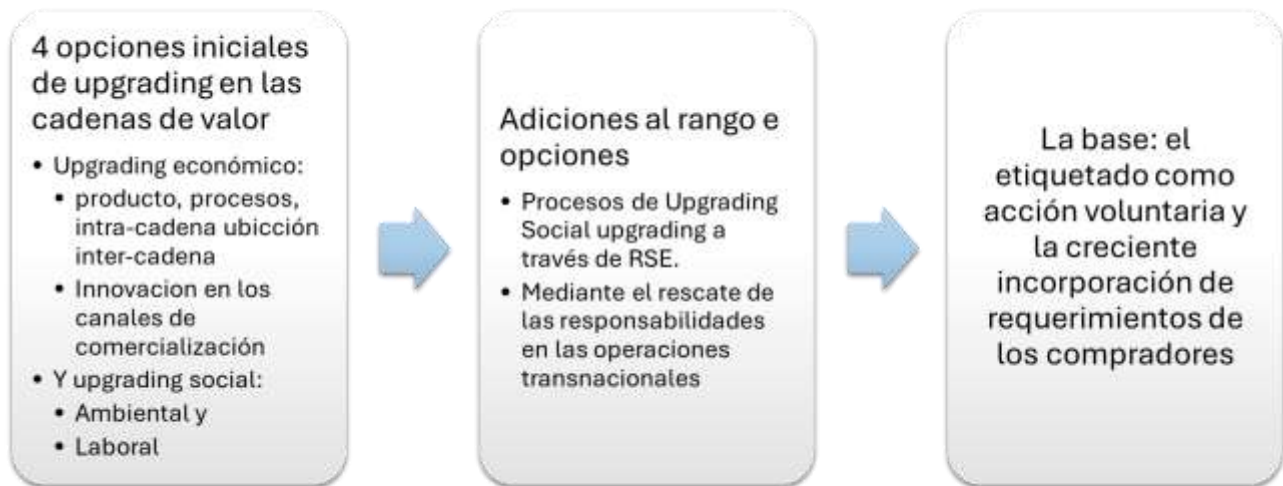 4 opciones iniciales
de upgrading en las
cadenas de valor
• Upgrading económico:
• producto, procesos,
intra-cadena ubicción
inter-cadena
• Innovacion en los
canales de
comercialización
• Y upgrading social:
• Ambiental y
• Laboral
Adiciones al rango e
opciones
• Procesos de Upgrading
Social upgrading a
través de RSE.
• Mediante el rescate de
las responsabilidades
en las operaciones
transnacionales
La base: el
etiquetado como
acción voluntaria y
la creciente
incorporación de
requerimientos de
los compradores